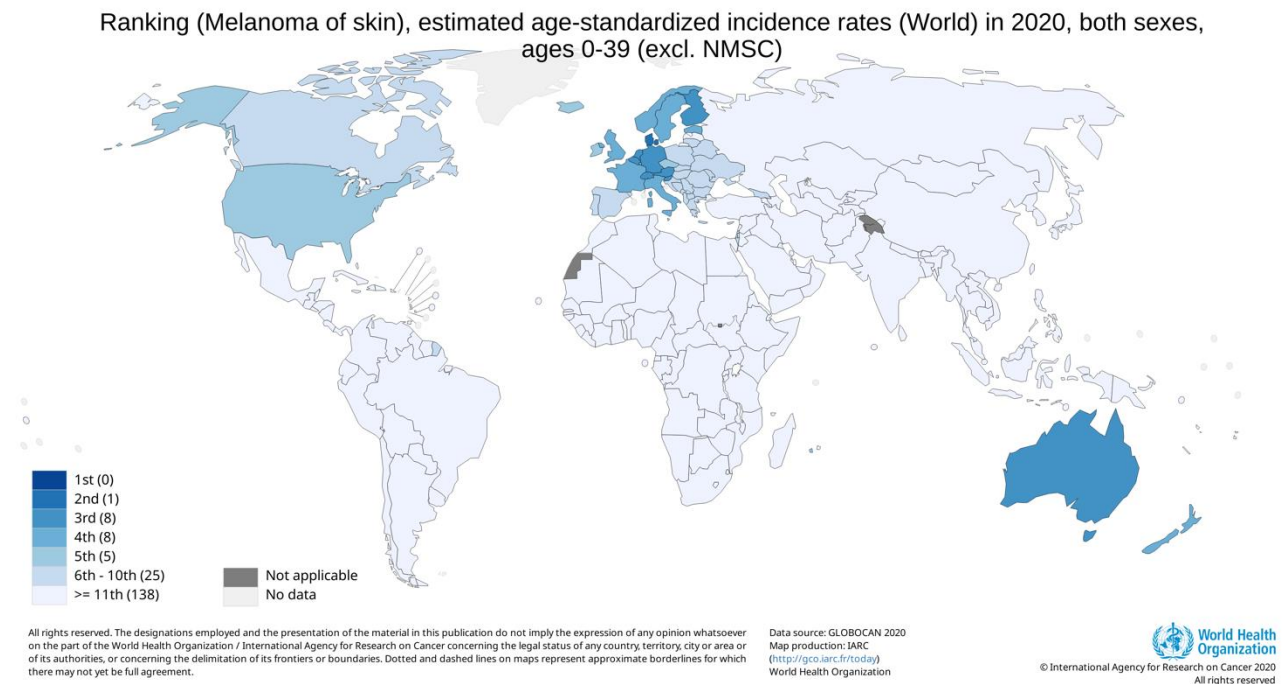 Ranking (Melanoma of skin), estimated age-standardized incidence rates (World) in 2020, both sexes,
ages 0-39 (excl. NMSC)
1st (0)
2nd (1)
3rd (8)
4th (8)
5th (5)
6th - 10th (25)
>= 11th (138)
Not applicable
No data
All rights reserved. The designations employed and the presentation of the material in this publication do not imply the expression of any opinion whatsoever
on the part of the World Health Organization / International Agency for Research on Cancer concerning the legal status of any country, territory, city or area or
of its authorities, or concerning the delimitation of its frontiers or boundaries. Dotted and dashed lines on maps represent approximate borderlines for which
there may not yet be full agreement.
Data source: GLOBOCAN 2020
Map production: IARC
(http://gco.iarc.fr/today)
World Health Organization
World Health
Organization
© International Agency for Research on Cancer 2020
All rights reserved